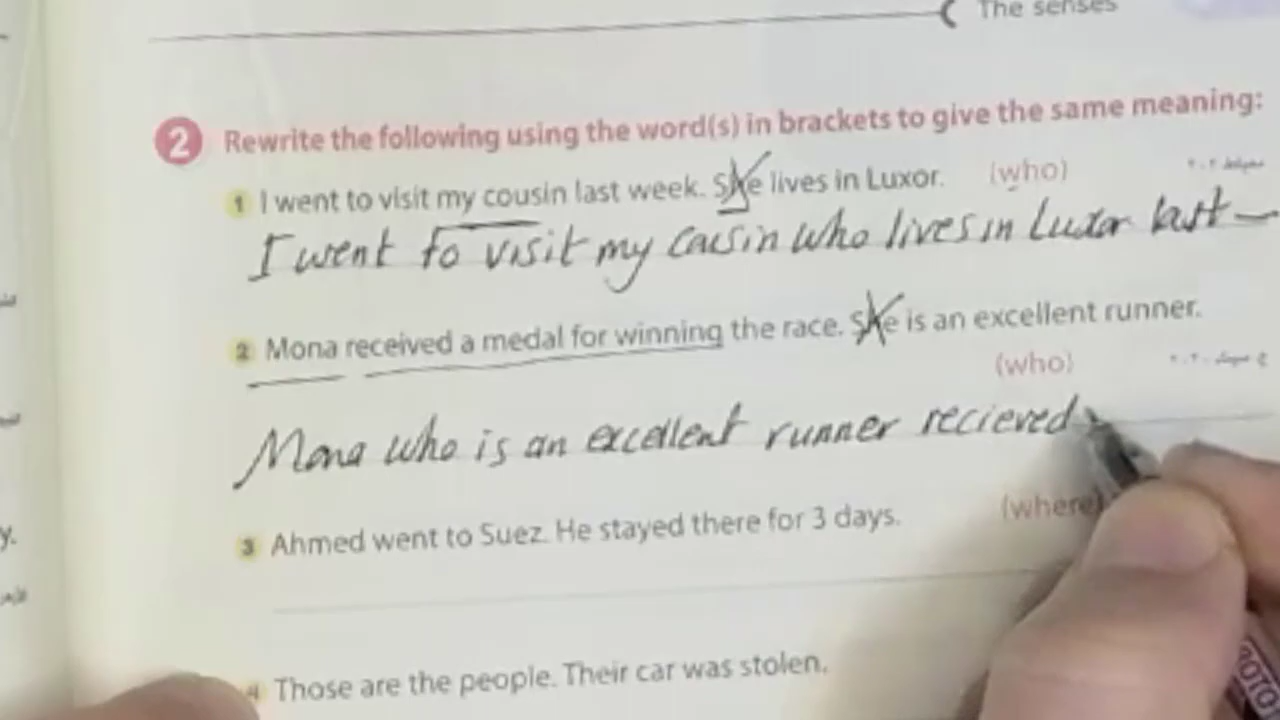 The senses
2 Rewrite the following using the word(s) in brackets to give the same meaning:
1 I went to visit my cousin last week. She lives in Luxor. (who)
I went to visit my cousin who lives in Luxor last
2 Mona received a medal for winning the race. She is an excellent runner.
(who)
Mona who is an excellent runner recieved
3 Ahmed went to Suez. He stayed there for 3 days. (where)
4 Those are the people. Their car was stolen.
y.
ROTO